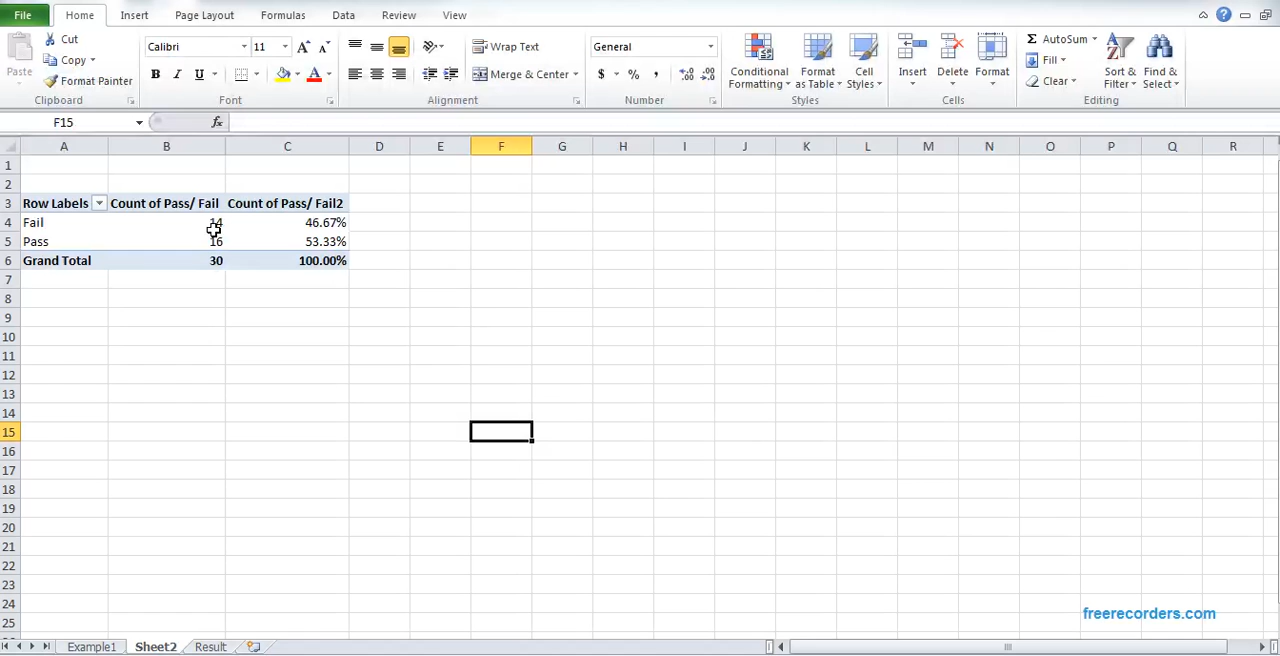 File Home Insert Page Layout Formulas Data Review View
Cut
Copy
Format Painter
Paste
Clipboard
Calibri 11 A A
B I U A
Font
Wrap Text
Merge & Center
Alignment
General
$ % ,
Number
Conditional Formatting
Format as Table
Cell Styles
Styles
Insert
Delete
Format
Cells
Σ AutoSum
Fill
Clear
Sort & Filter
Find & Select
Editing
F15 fx
A B C D E F G H I J K L M N O P Q R
1
2
3 Row Labels Count of Pass/ Fail Count of Pass/ Fail2
4 Fail 14 46.67%
5 Pass 16 53.33%
6 Grand Total 30 100.00%
7
8
9
10
11
12
13
14
15
16
17
18
19
20
21
22
23
24
25
freerecorders.com
Example1 Sheet2 Result